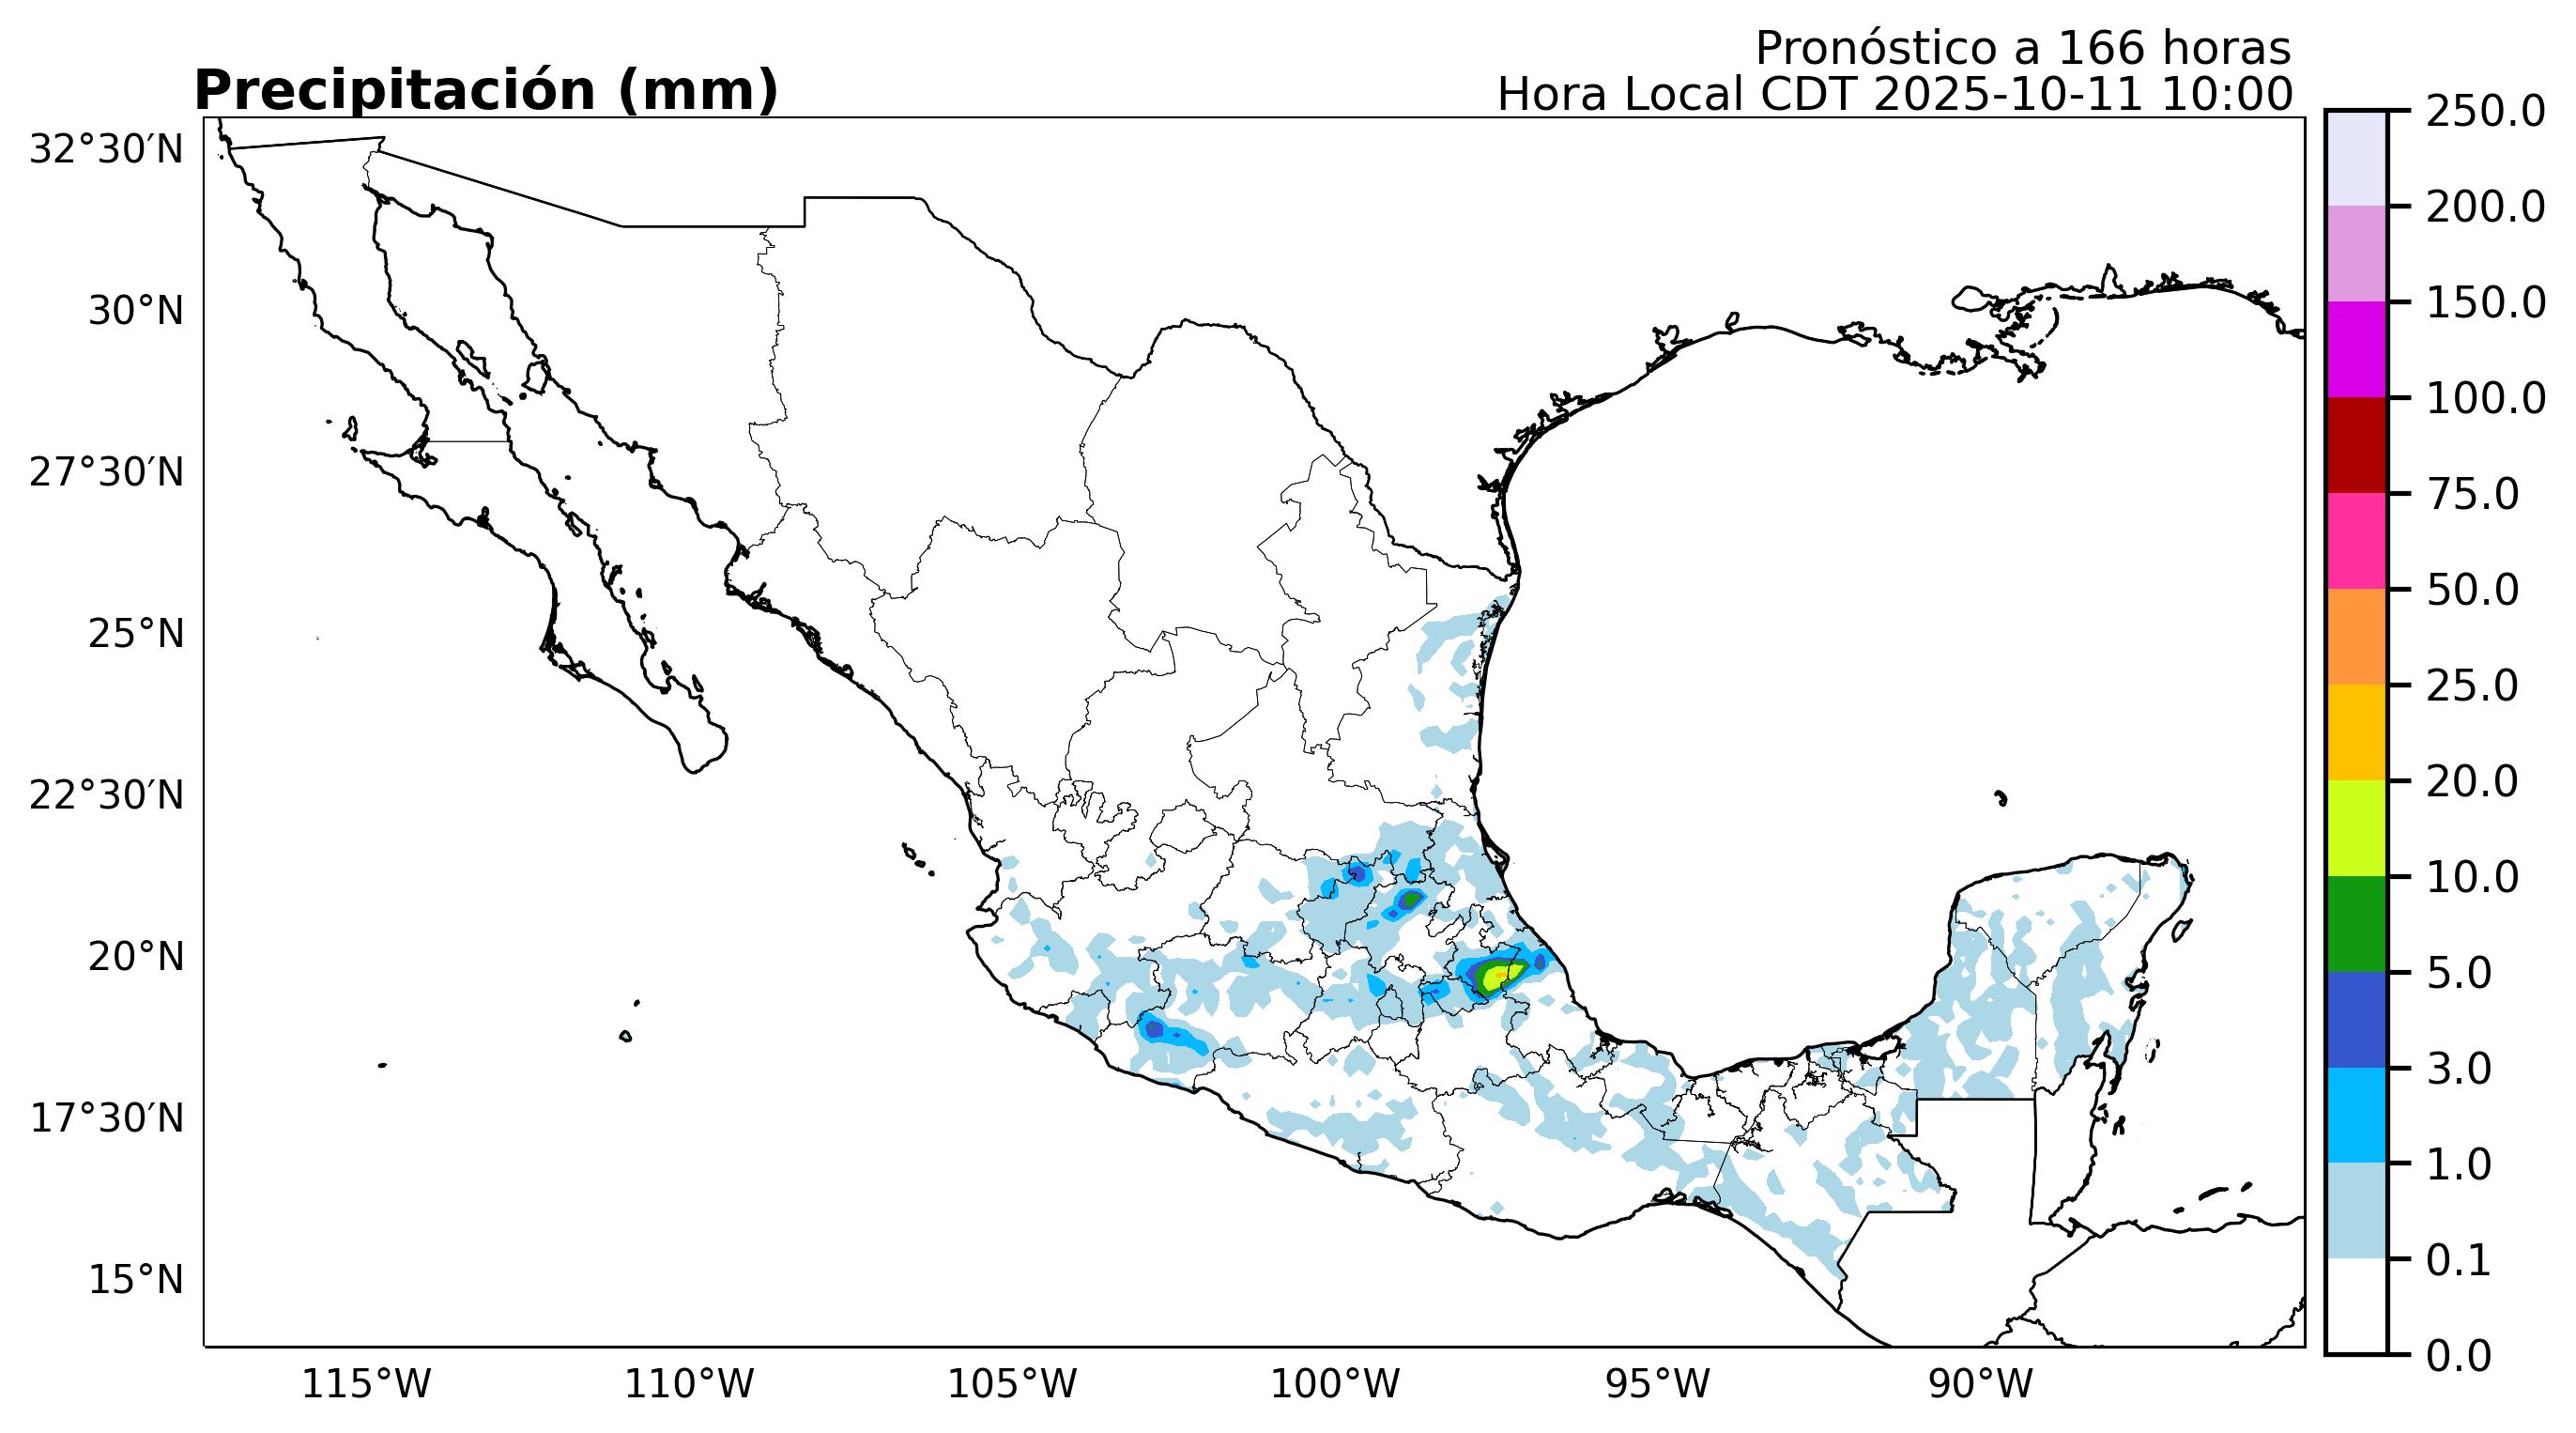 Pronóstico a 166 horas
Precipitación (mm)
Hora Local CDT 2025-10-11 10:00
32°30′N
30°N
27°30′N
25°N
22°30′N
20°N
17°30′N
15°N
115°W
110°W
105°W
100°W
95°W
90°W
250.0
200.0
150.0
100.0
75.0
50.0
25.0
20.0
10.0
5.0
3.0
1.0
0.1
0.0